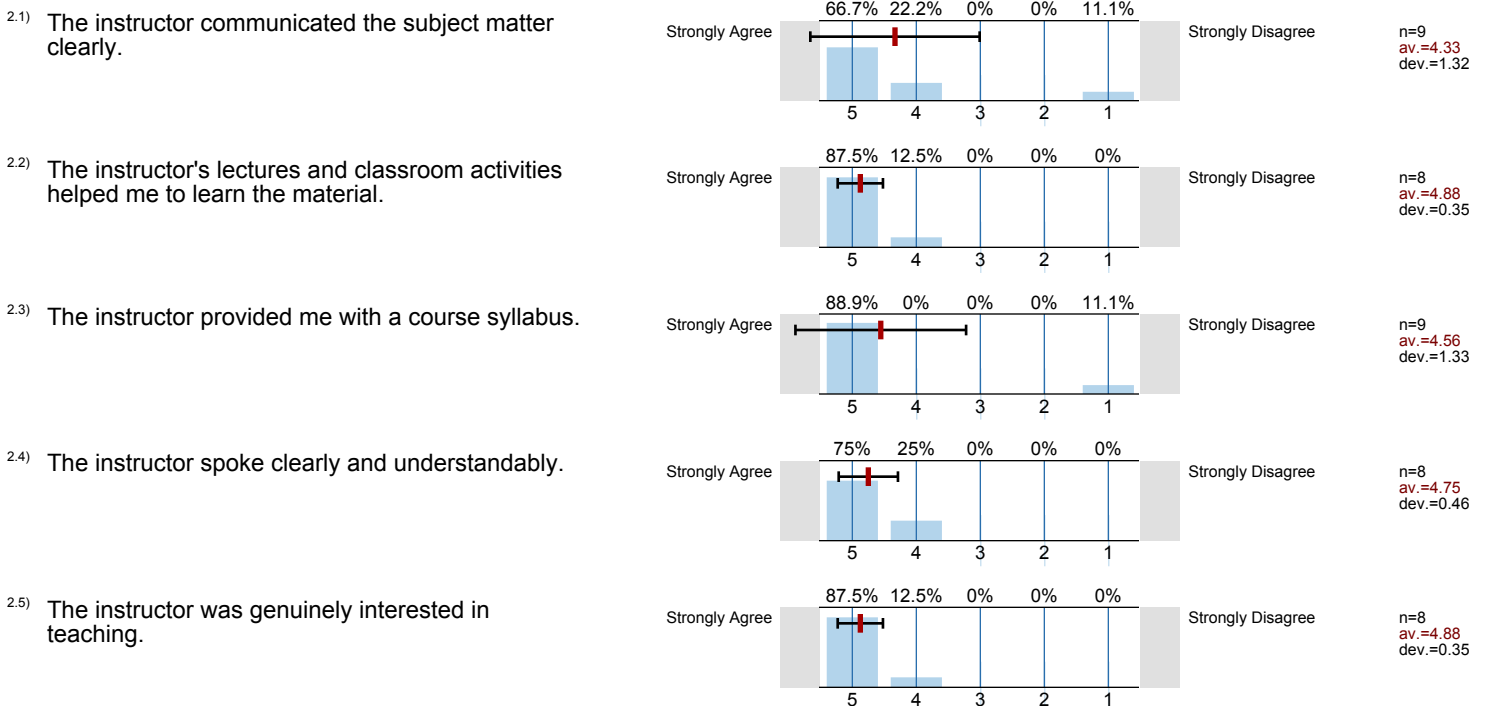 2.1) The instructor communicated the subject matter
clearly.
66.7% 22.2% 0% 0% 11.1%
Strongly Agree
Strongly Disagree
n=9
av.=4.33
dev.=1.32
5 4 3 2 1
2.2) The instructor's lectures and classroom activities
helped me to learn the material.
87.5% 12.5% 0% 0% 0%
Strongly Agree
Strongly Disagree
n=8
av.=4.88
dev.=0.35
5 4 3 2 1
2.3) The instructor provided me with a course syllabus.
88.9% 0% 0% 0% 11.1%
Strongly Agree
Strongly Disagree
n=9
av.=4.56
dev.=1.33
5 4 3 2 1
2.4) The instructor spoke clearly and understandably.
75% 25% 0% 0% 0%
Strongly Agree
Strongly Disagree
n=8
av.=4.75
dev.=0.46
5 4 3 2 1
2.5) The instructor was genuinely interested in
teaching.
87.5% 12.5% 0% 0% 0%
Strongly Agree
Strongly Disagree
n=8
av.=4.88
dev.=0.35
5 4 3 2 1